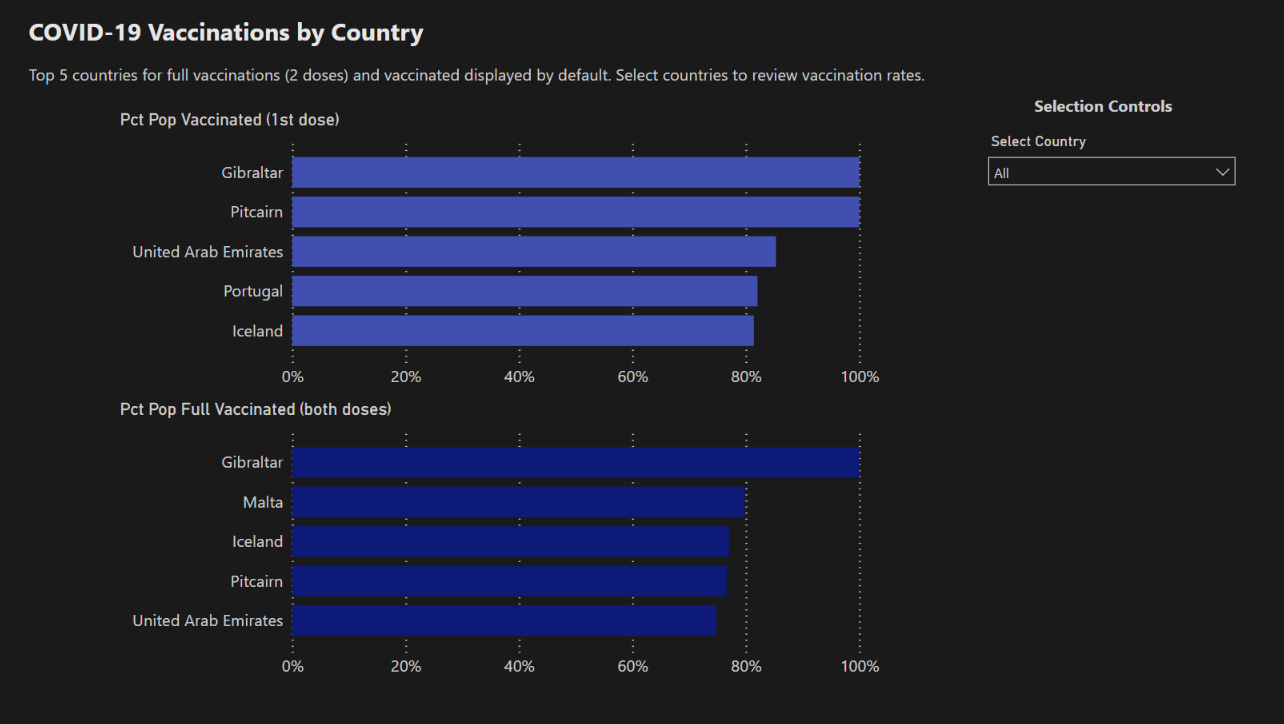 COVID-19 Vaccinations by Country
Top 5 countries for full vaccinations (2 doses) and vaccinated displayed by default. Select countries to review vaccination rates.
Selection Controls
Select Country
All
Pct Pop Vaccinated (1st dose)
Gibraltar
Pitcairn
United Arab Emirates
Portugal
Iceland
0% 20% 40% 60% 80% 100%
Pct Pop Full Vaccinated (both doses)
Gibraltar
Malta
Iceland
Pitcairn
United Arab Emirates
0% 20% 40% 60% 80% 100%